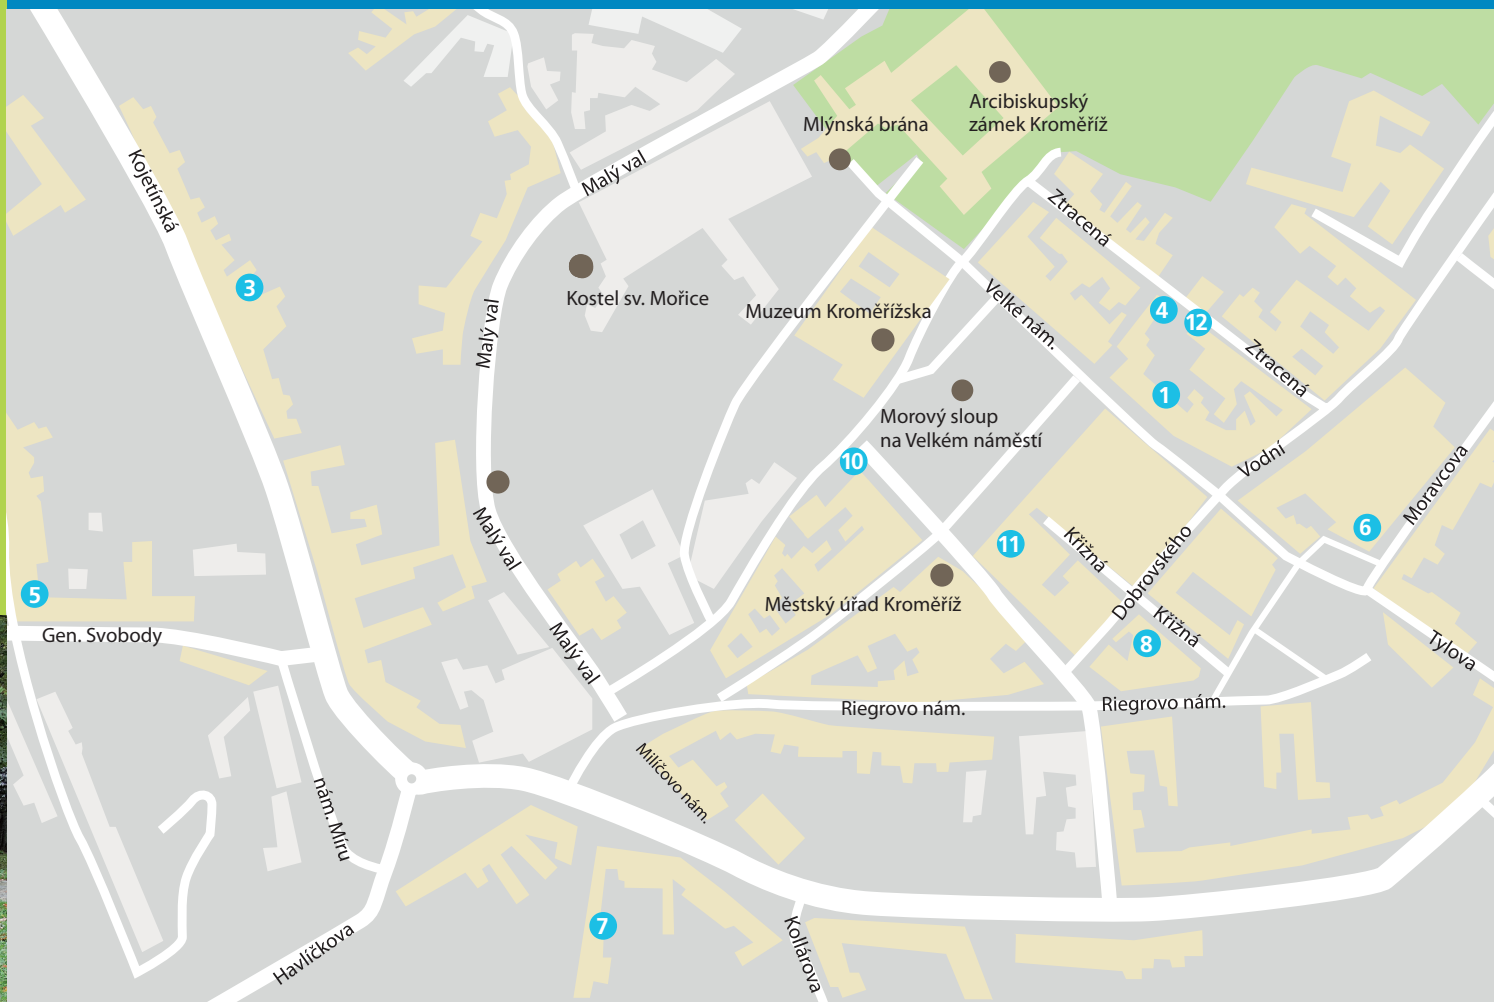 Arcibiskupský
zámek Kroměříž
Mlýnská brána
Malý val
Kojetínská
Ztracená
3
Kostel sv. Mořice
Malý val
Muzeum Kroměřížska
Velké nám.
4
12
Ztracená
1
Morový sloup
na Velkém náměstí
10
Vodní
Moravcova
6
Malý val
11
Křižná
Dobrovského
5
Městský úřad Kroměříž
Gen. Svobody
Malý val
Křižná
8
Tylova
Riegrovo nám.
Riegrovo nám.
Milíčovo nám.
nám. Míru
7
Havlíčkova
Kollárova